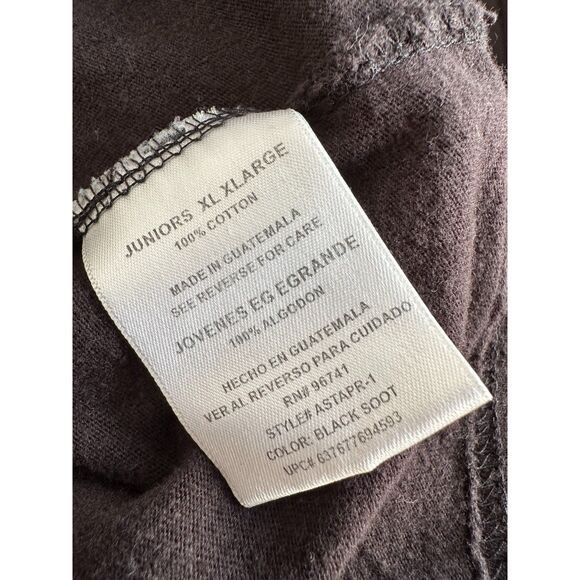 JUNIORS XL XLARGE
100% COTTON
MADE IN GUATEMALA
SEE REVERSE FOR CARE
JOVENES EG EGRANDE
100% ALGODON
HECHO EN GUATEMALA
VER AL REVERSO PARA CUIDADO
RN# 96741
STYLE# ASTAPR-1
COLOR: BLACK SOOT
UPC# 637677694593